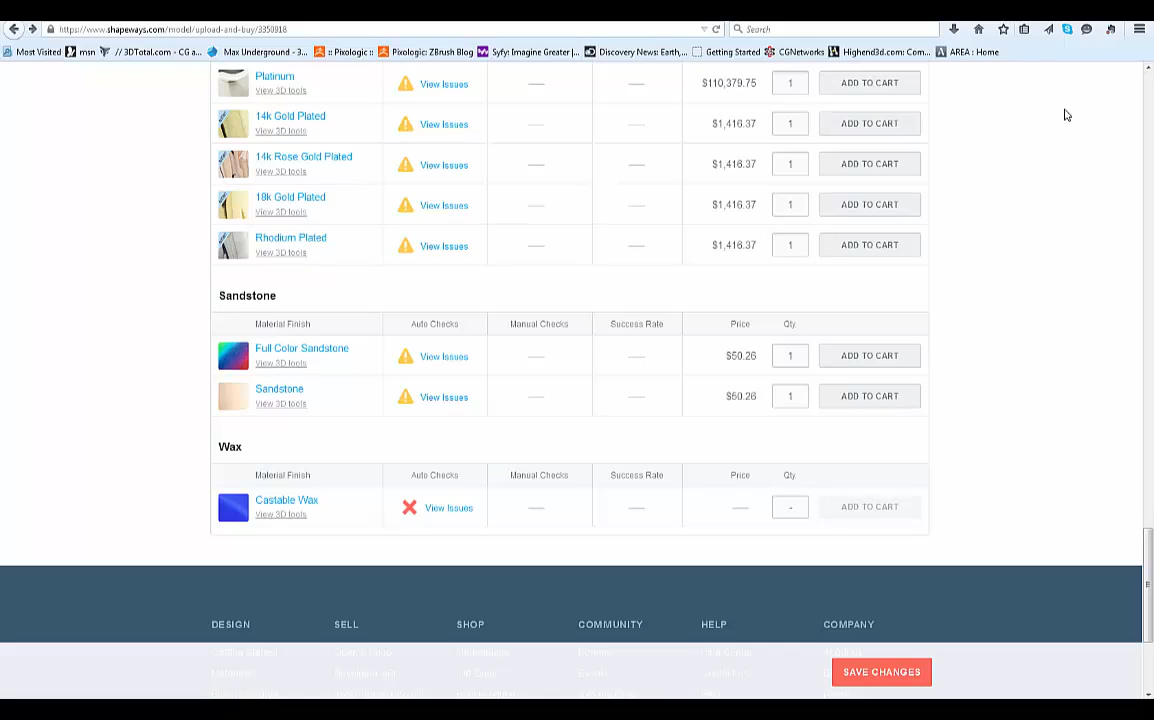 https://www.shapeways.com/model/upload-and-buy/3350918
Search
Most Visited msn // 3DTotal.com - CG a... Max Underground - 3... :: Pixologic :: Pixologic: ZBrush Blog Syfy: Imagine Greater |... Discovery News: Earth,... Getting Started CGNetworks Highend3d.com: Com... AREA : Home
Platinum
View 3D tools
View Issues
$110,379.75
1
ADD TO CART
14k Gold Plated
View 3D tools
View Issues
$1,416.37
1
ADD TO CART
14k Rose Gold Plated
View 3D tools
View Issues
$1,416.37
1
ADD TO CART
18k Gold Plated
View 3D tools
View Issues
$1,416.37
1
ADD TO CART
Rhodium Plated
View 3D tools
View Issues
$1,416.37
1
ADD TO CART
Sandstone
Material Finish Auto Checks Manual Checks Success Rate Price Qty
Full Color Sandstone
View 3D tools
View Issues
$50.26
1
ADD TO CART
Sandstone
View 3D tools
View Issues
$50.26
1
ADD TO CART
Wax
Material Finish Auto Checks Manual Checks Success Rate Price Qty
Castable Wax
View 3D tools
View Issues
-
ADD TO CART
DESIGN SELL SHOP COMMUNITY HELP COMPANY
SAVE CHANGES